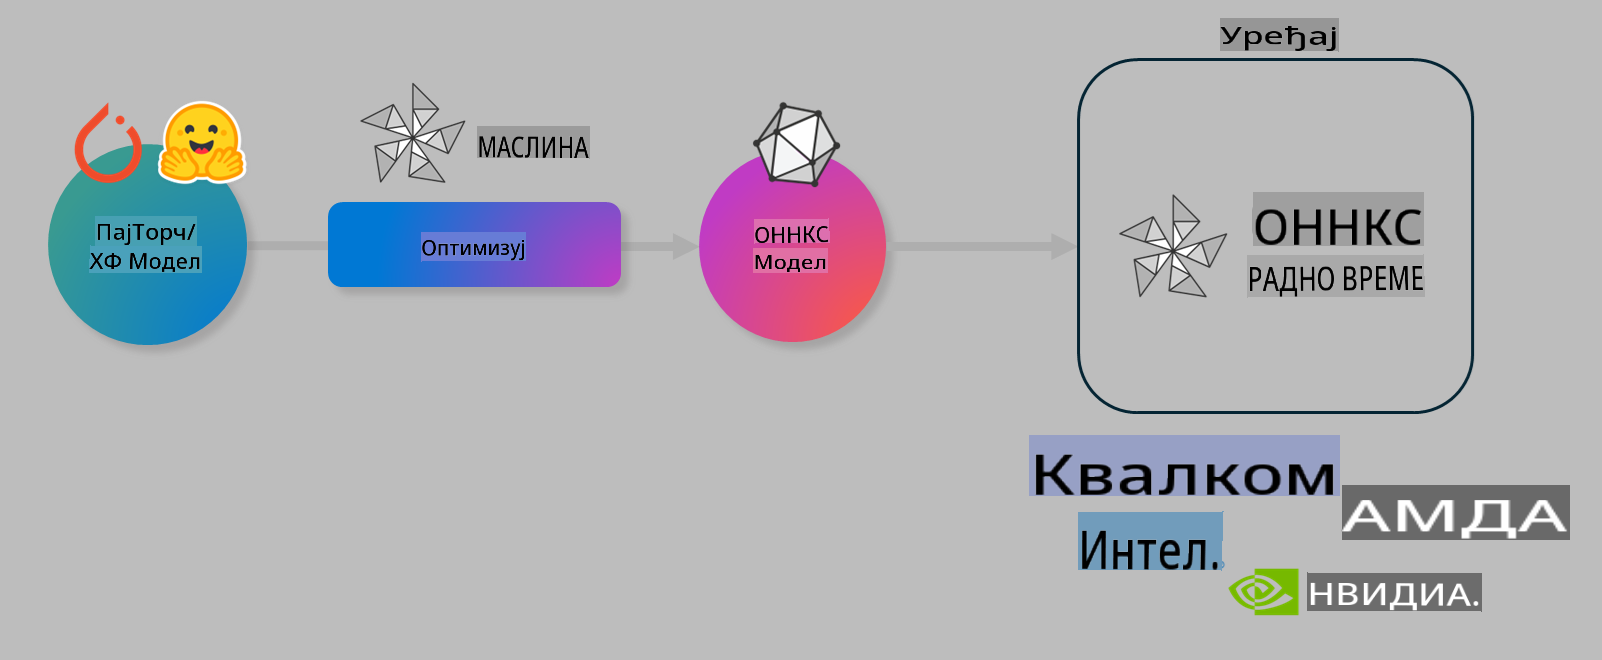 Уређај
МАСЛИНА
ПајТорч/
ХФ Модел
Оптимизуј
ОННКС
Модел
ОННКС
РАДНО ВРЕМЕ
Квалком
АМДА
Интел.
НВИДИА.